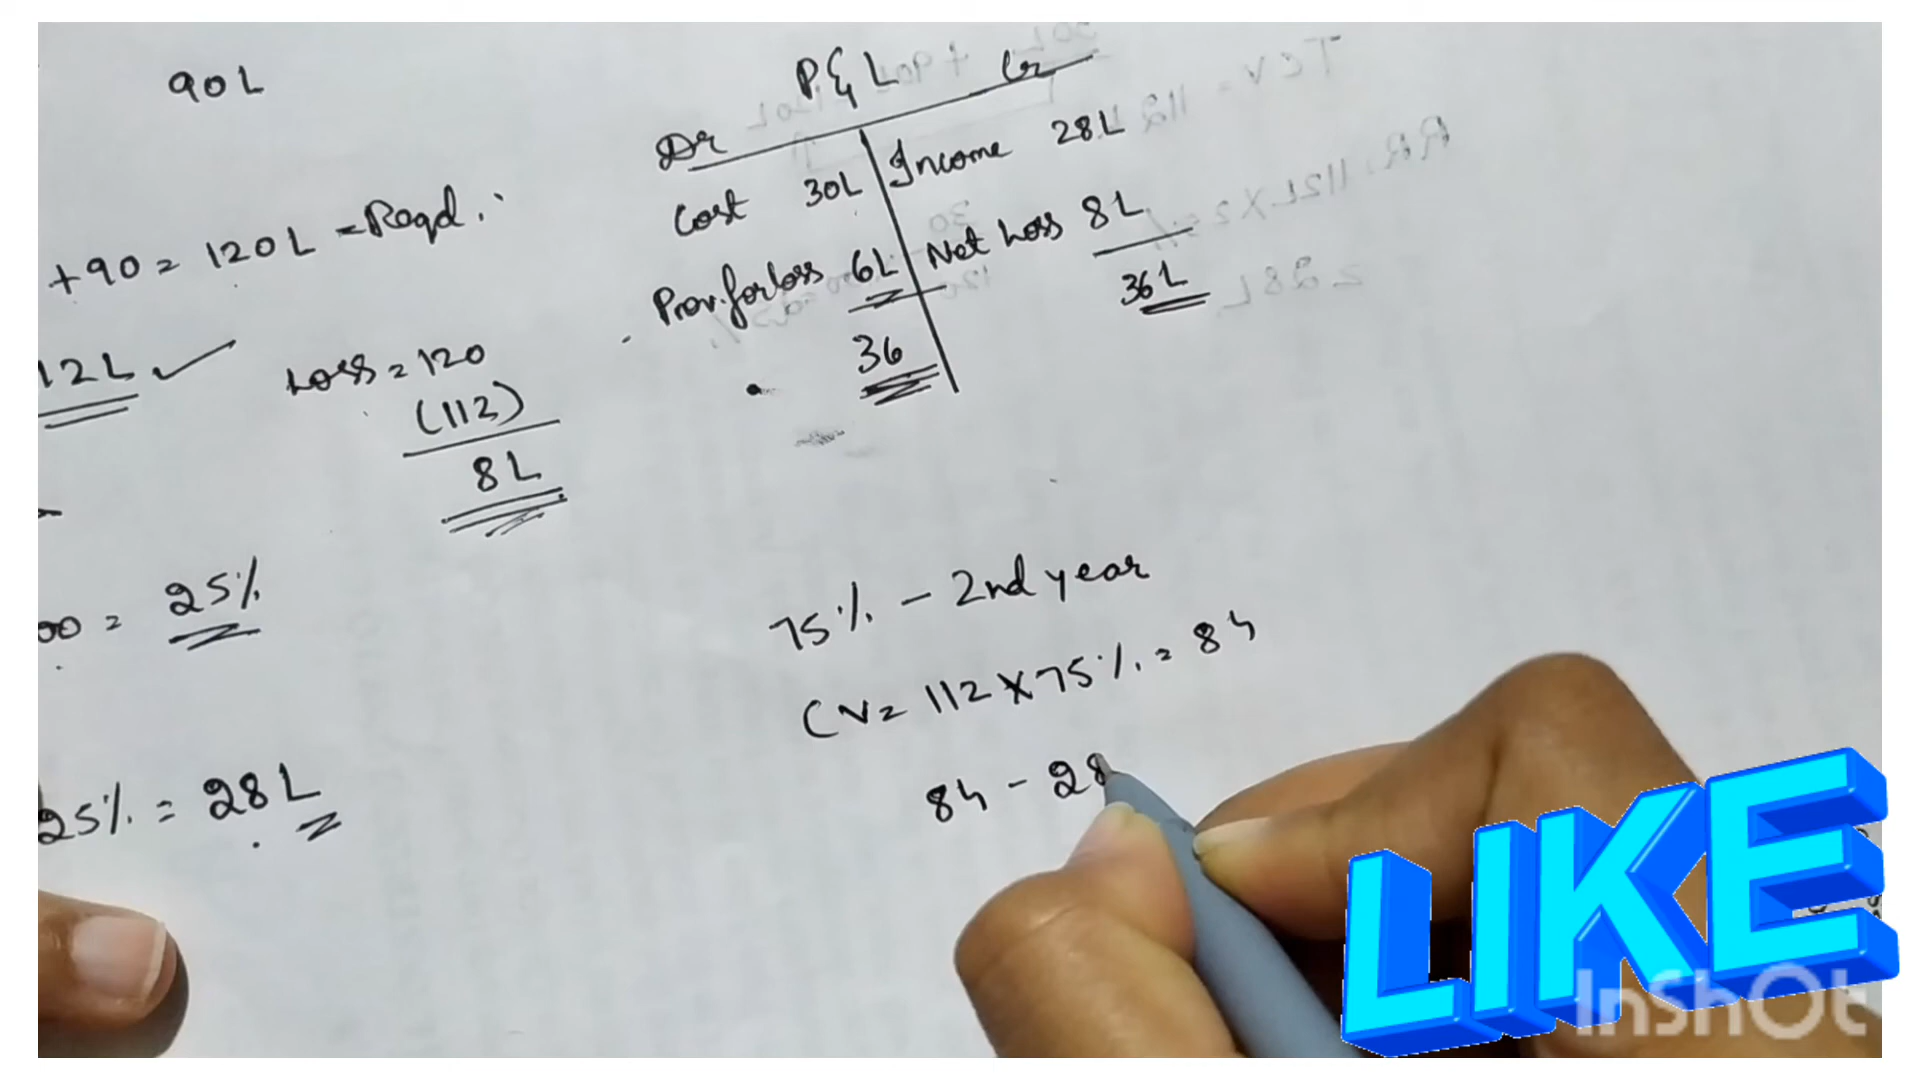 90L
+90 = 120L = Reqd.
12L ✓
Loss = 120
(112)
8L
00 = 25%
25% = 28L
P&L
Dr Cr
Cost 30L Income 28L
Prov. for loss 6L Net Loss 8L
36 36L
75% - 2nd year
CV = 112 X 75% = 84
84 - 28
LIKE
InShOt